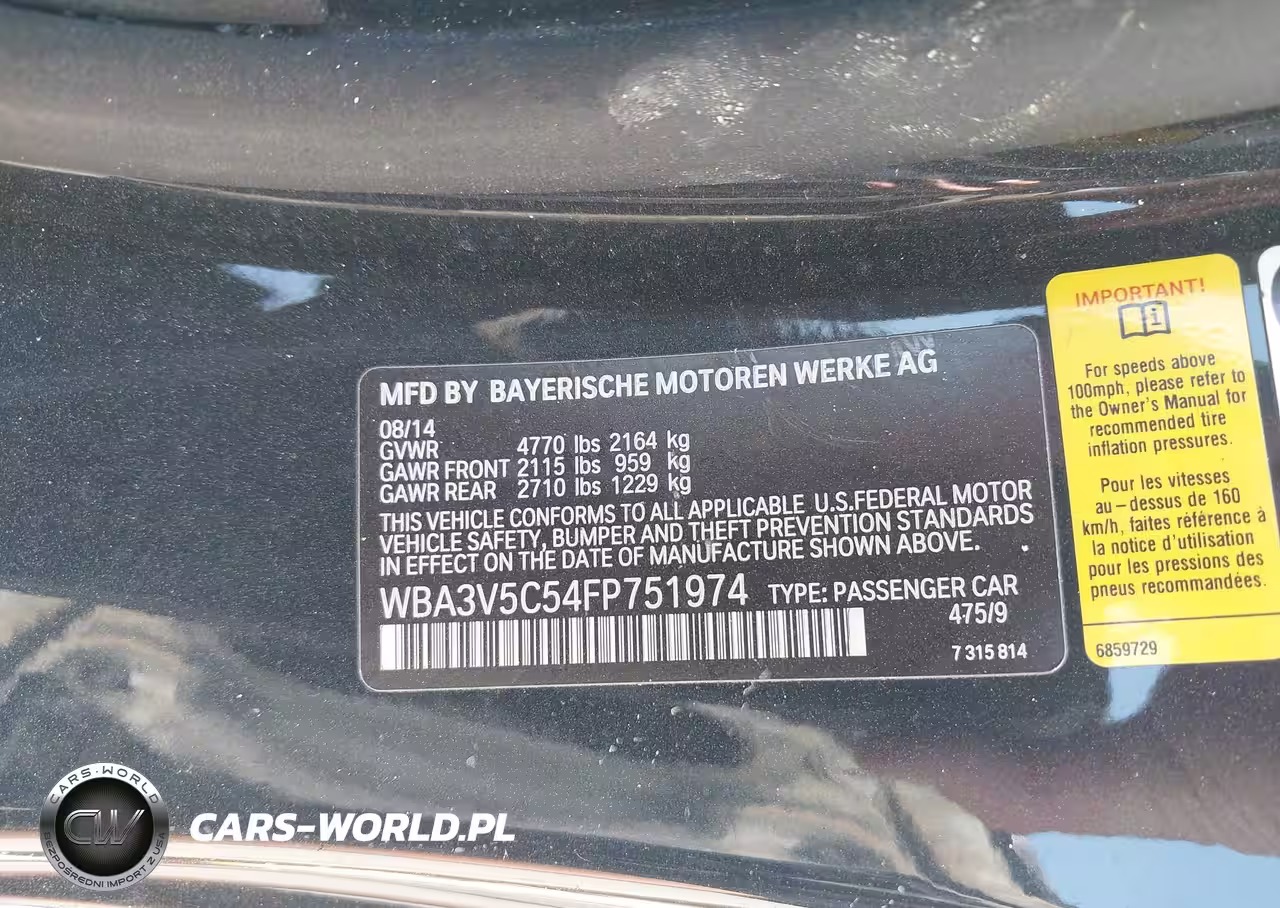 MFD BY BAYERISCHE MOTOREN WERKE AG
08/14
GVWR 4770 lbs 2164 kg
GAWR FRONT 2115 lbs 959 kg
GAWR REAR 2710 lbs 1229 kg
THIS VEHICLE CONFORMS TO ALL APPLICABLE U.S.FEDERAL MOTOR
VEHICLE SAFETY, BUMPER AND THEFT PREVENTION STANDARDS
IN EFFECT ON THE DATE OF MANUFACTURE SHOWN ABOVE.
WBA3V5C54FP751974 TYPE: PASSENGER CAR
475/9
7 315 814
IMPORTANT!
i
For speeds above
100mph, please refer to
the Owner's Manual for
recommended tire
inflation pressures.
Pour les vitesses
au – dessus de 160
km/h, faites référence à
la notice d'utilisation
pour les pressions des
pneus recommandées.
6859729
CARS-WORLD
CW
BEZPOŚREDNI IMPORT Z USA
CARS-WORLD.PL